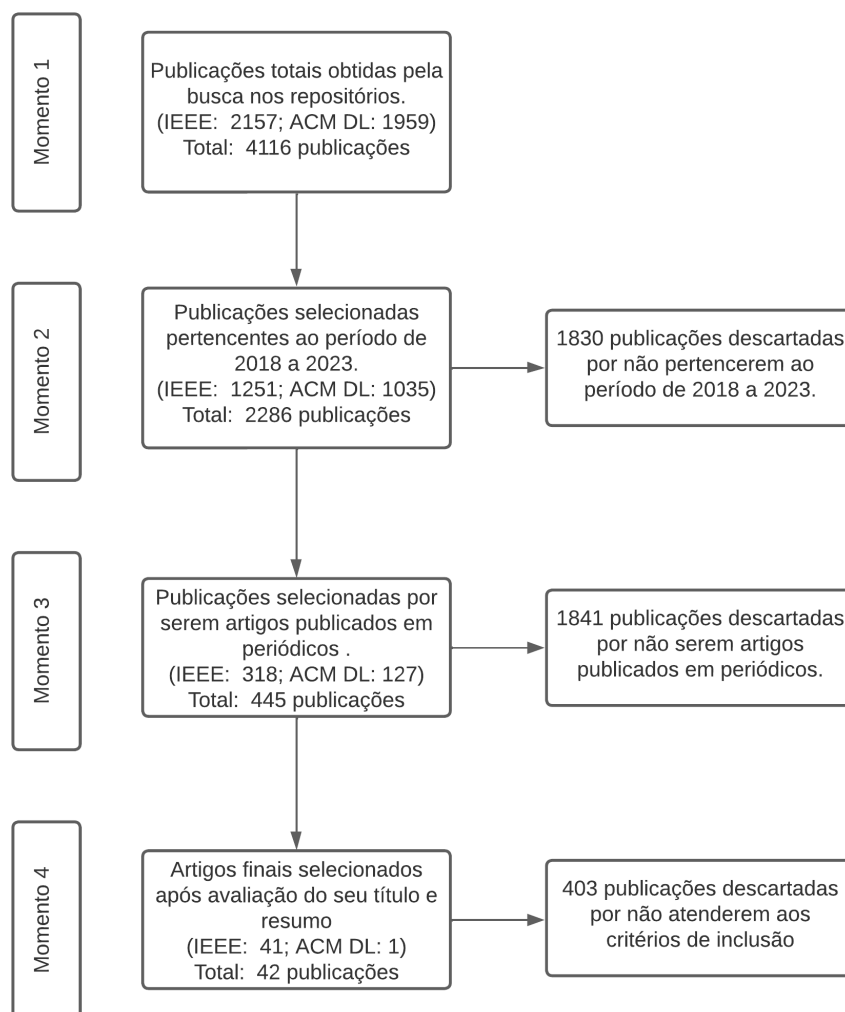 Momento 1
Publicações totais obtidas pela
busca nos repositórios.
(IEEE:  2157; ACM DL: 1959)
Total:  4116 publicações
Momento 2
Publicações selecionadas
pertencentes ao período de
2018 a 2023.
(IEEE:  1251; ACM DL: 1035)
Total:  2286 publicações
1830 publicações descartadas
por não pertencerem ao
período de 2018 a 2023.
Momento 3
Publicações selecionadas por
serem artigos publicados em
periódicos .
(IEEE:  318; ACM DL: 127)
Total:  445 publicações
1841 publicações descartadas
por não serem artigos
publicados em periódicos.
Momento 4
Artigos finais selecionados
após avaliação do seu título e
resumo
(IEEE:  41; ACM DL: 1)
Total:  42 publicações
403 publicações descartadas
por não atenderem aos
critérios de inclusão